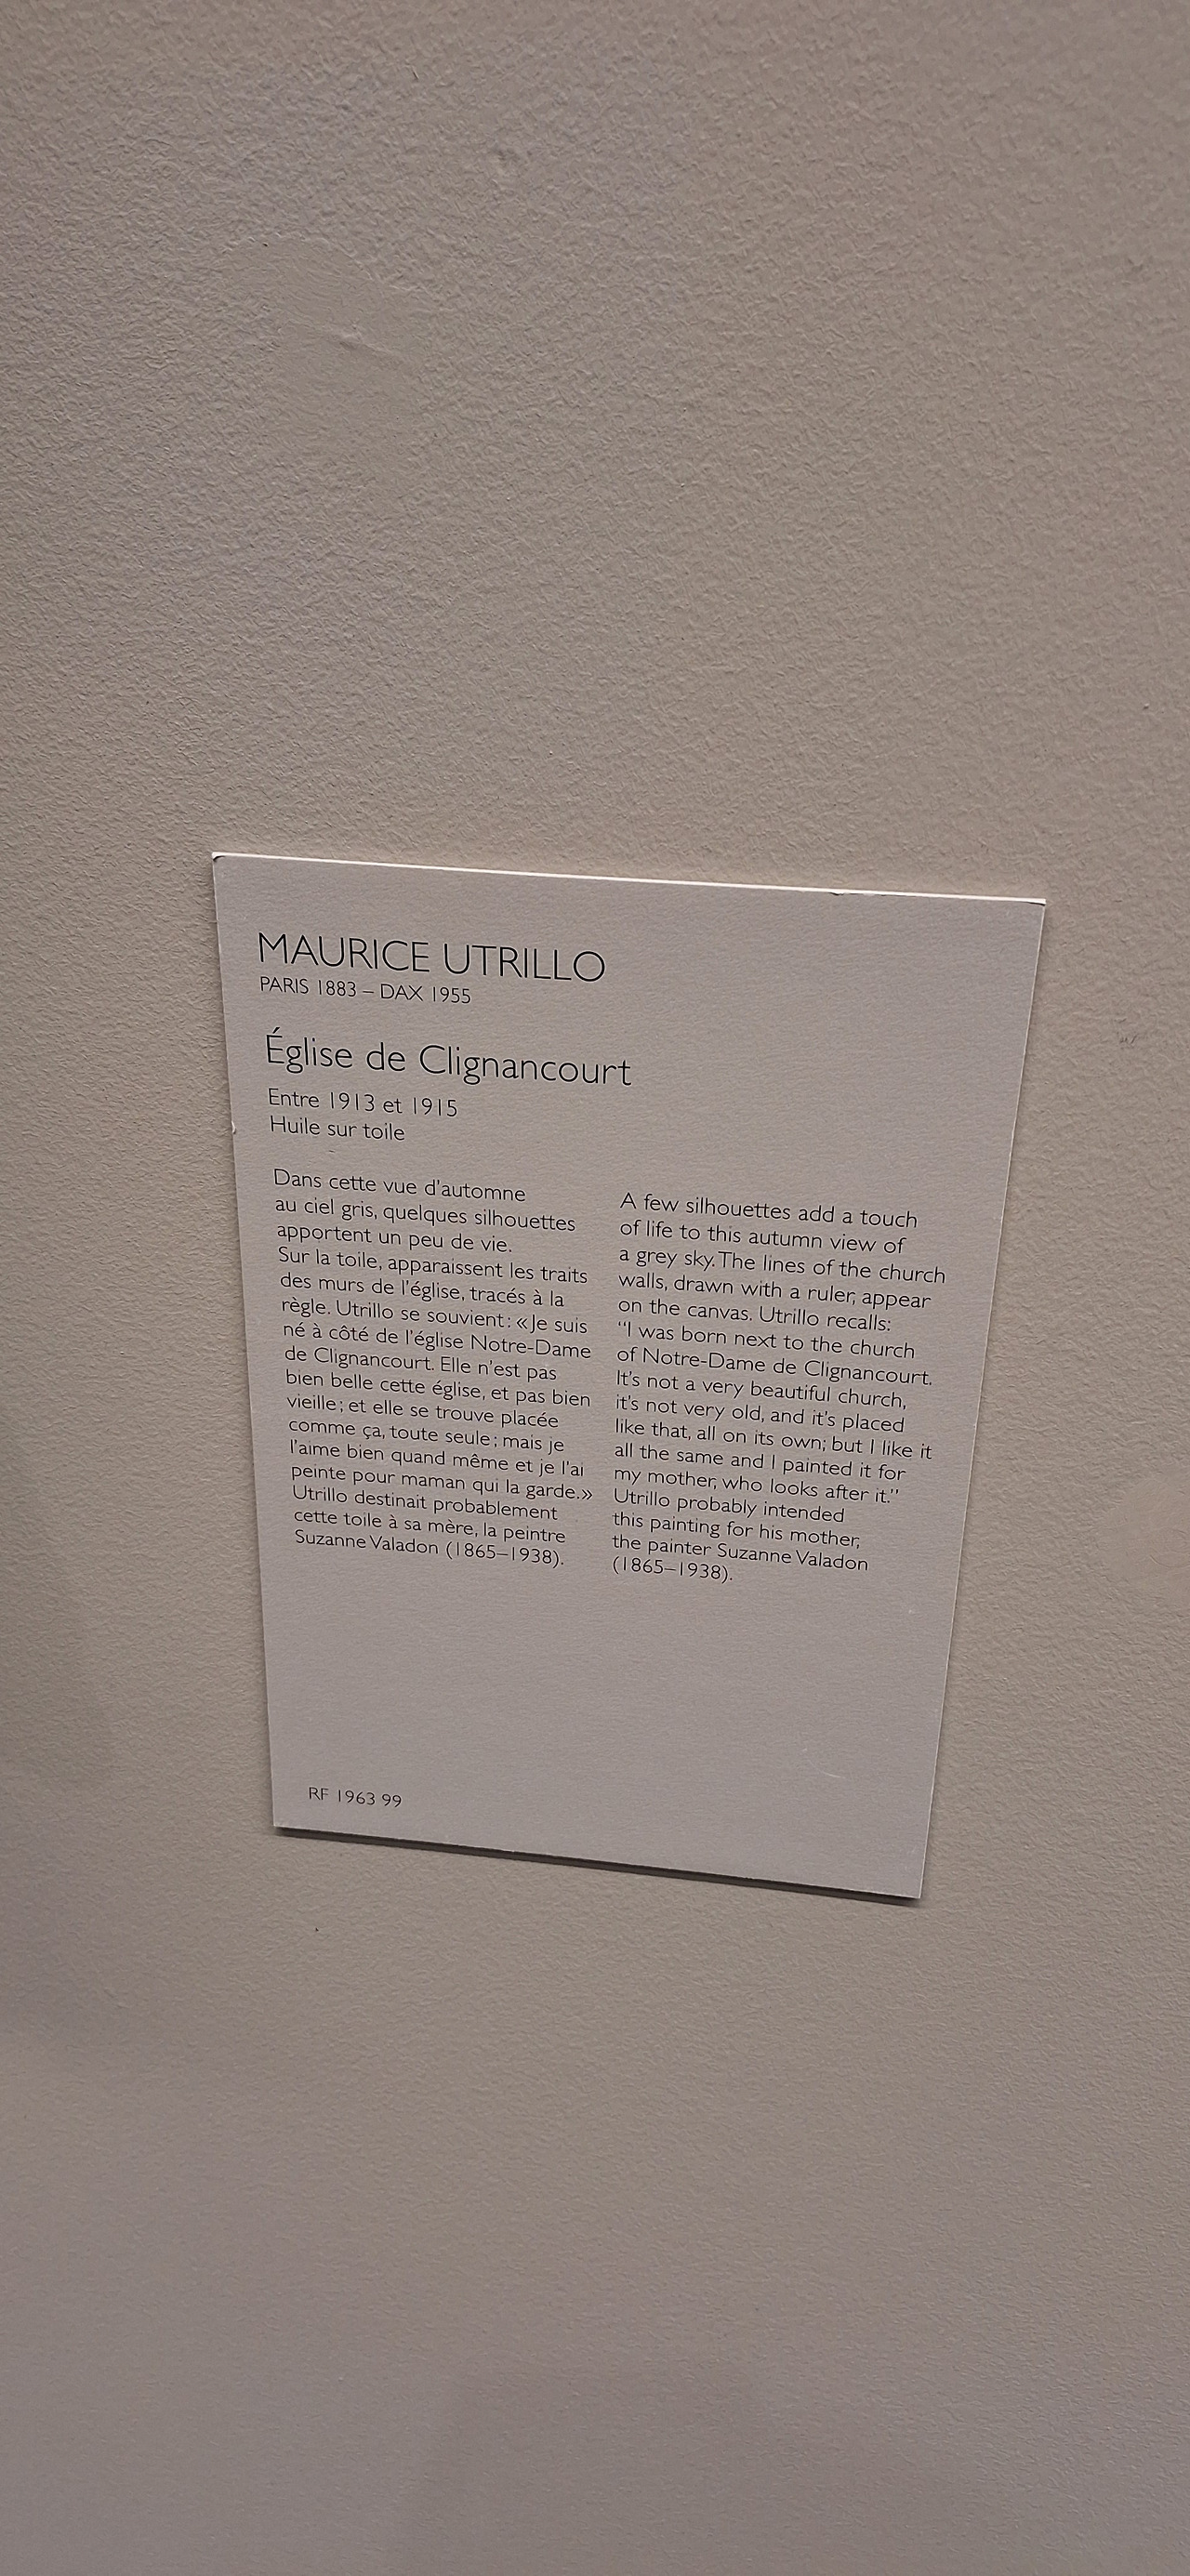 MAURICE UTRILLO
PARIS 1883 – DAX 1955
Église de Clignancourt
Entre 1913 et 1915
Huile sur toile
Dans cette vue d'automne
au ciel gris, quelques silhouettes
apportent un peu de vie.
Sur la toile, apparaissent les traits
des murs de l'église, tracés à la
règle. Utrillo se souvient : «Je suis
né à côté de l'église Notre-Dame
de Clignancourt. Elle n'est pas
bien belle cette église, et pas bien
vieille ; et elle se trouve placée
comme ça, toute seule ; mais je
l'aime bien quand même et je l'ai
peinte pour maman qui la garde.»
Utrillo destinait probablement
cette toile à sa mère, la peintre
Suzanne Valadon (1865–1938).
A few silhouettes add a touch
of life to this autumn view of
a grey sky. The lines of the church
walls, drawn with a ruler, appear
on the canvas. Utrillo recalls:
"I was born next to the church
of Notre-Dame de Clignancourt.
It's not a very beautiful church,
it's not very old, and it's placed
like that, all on its own; but I like it
all the same and I painted it for
my mother, who looks after it."
Utrillo probably intended
this painting for his mother,
the painter Suzanne Valadon
(1865–1938).
RF 1963 99